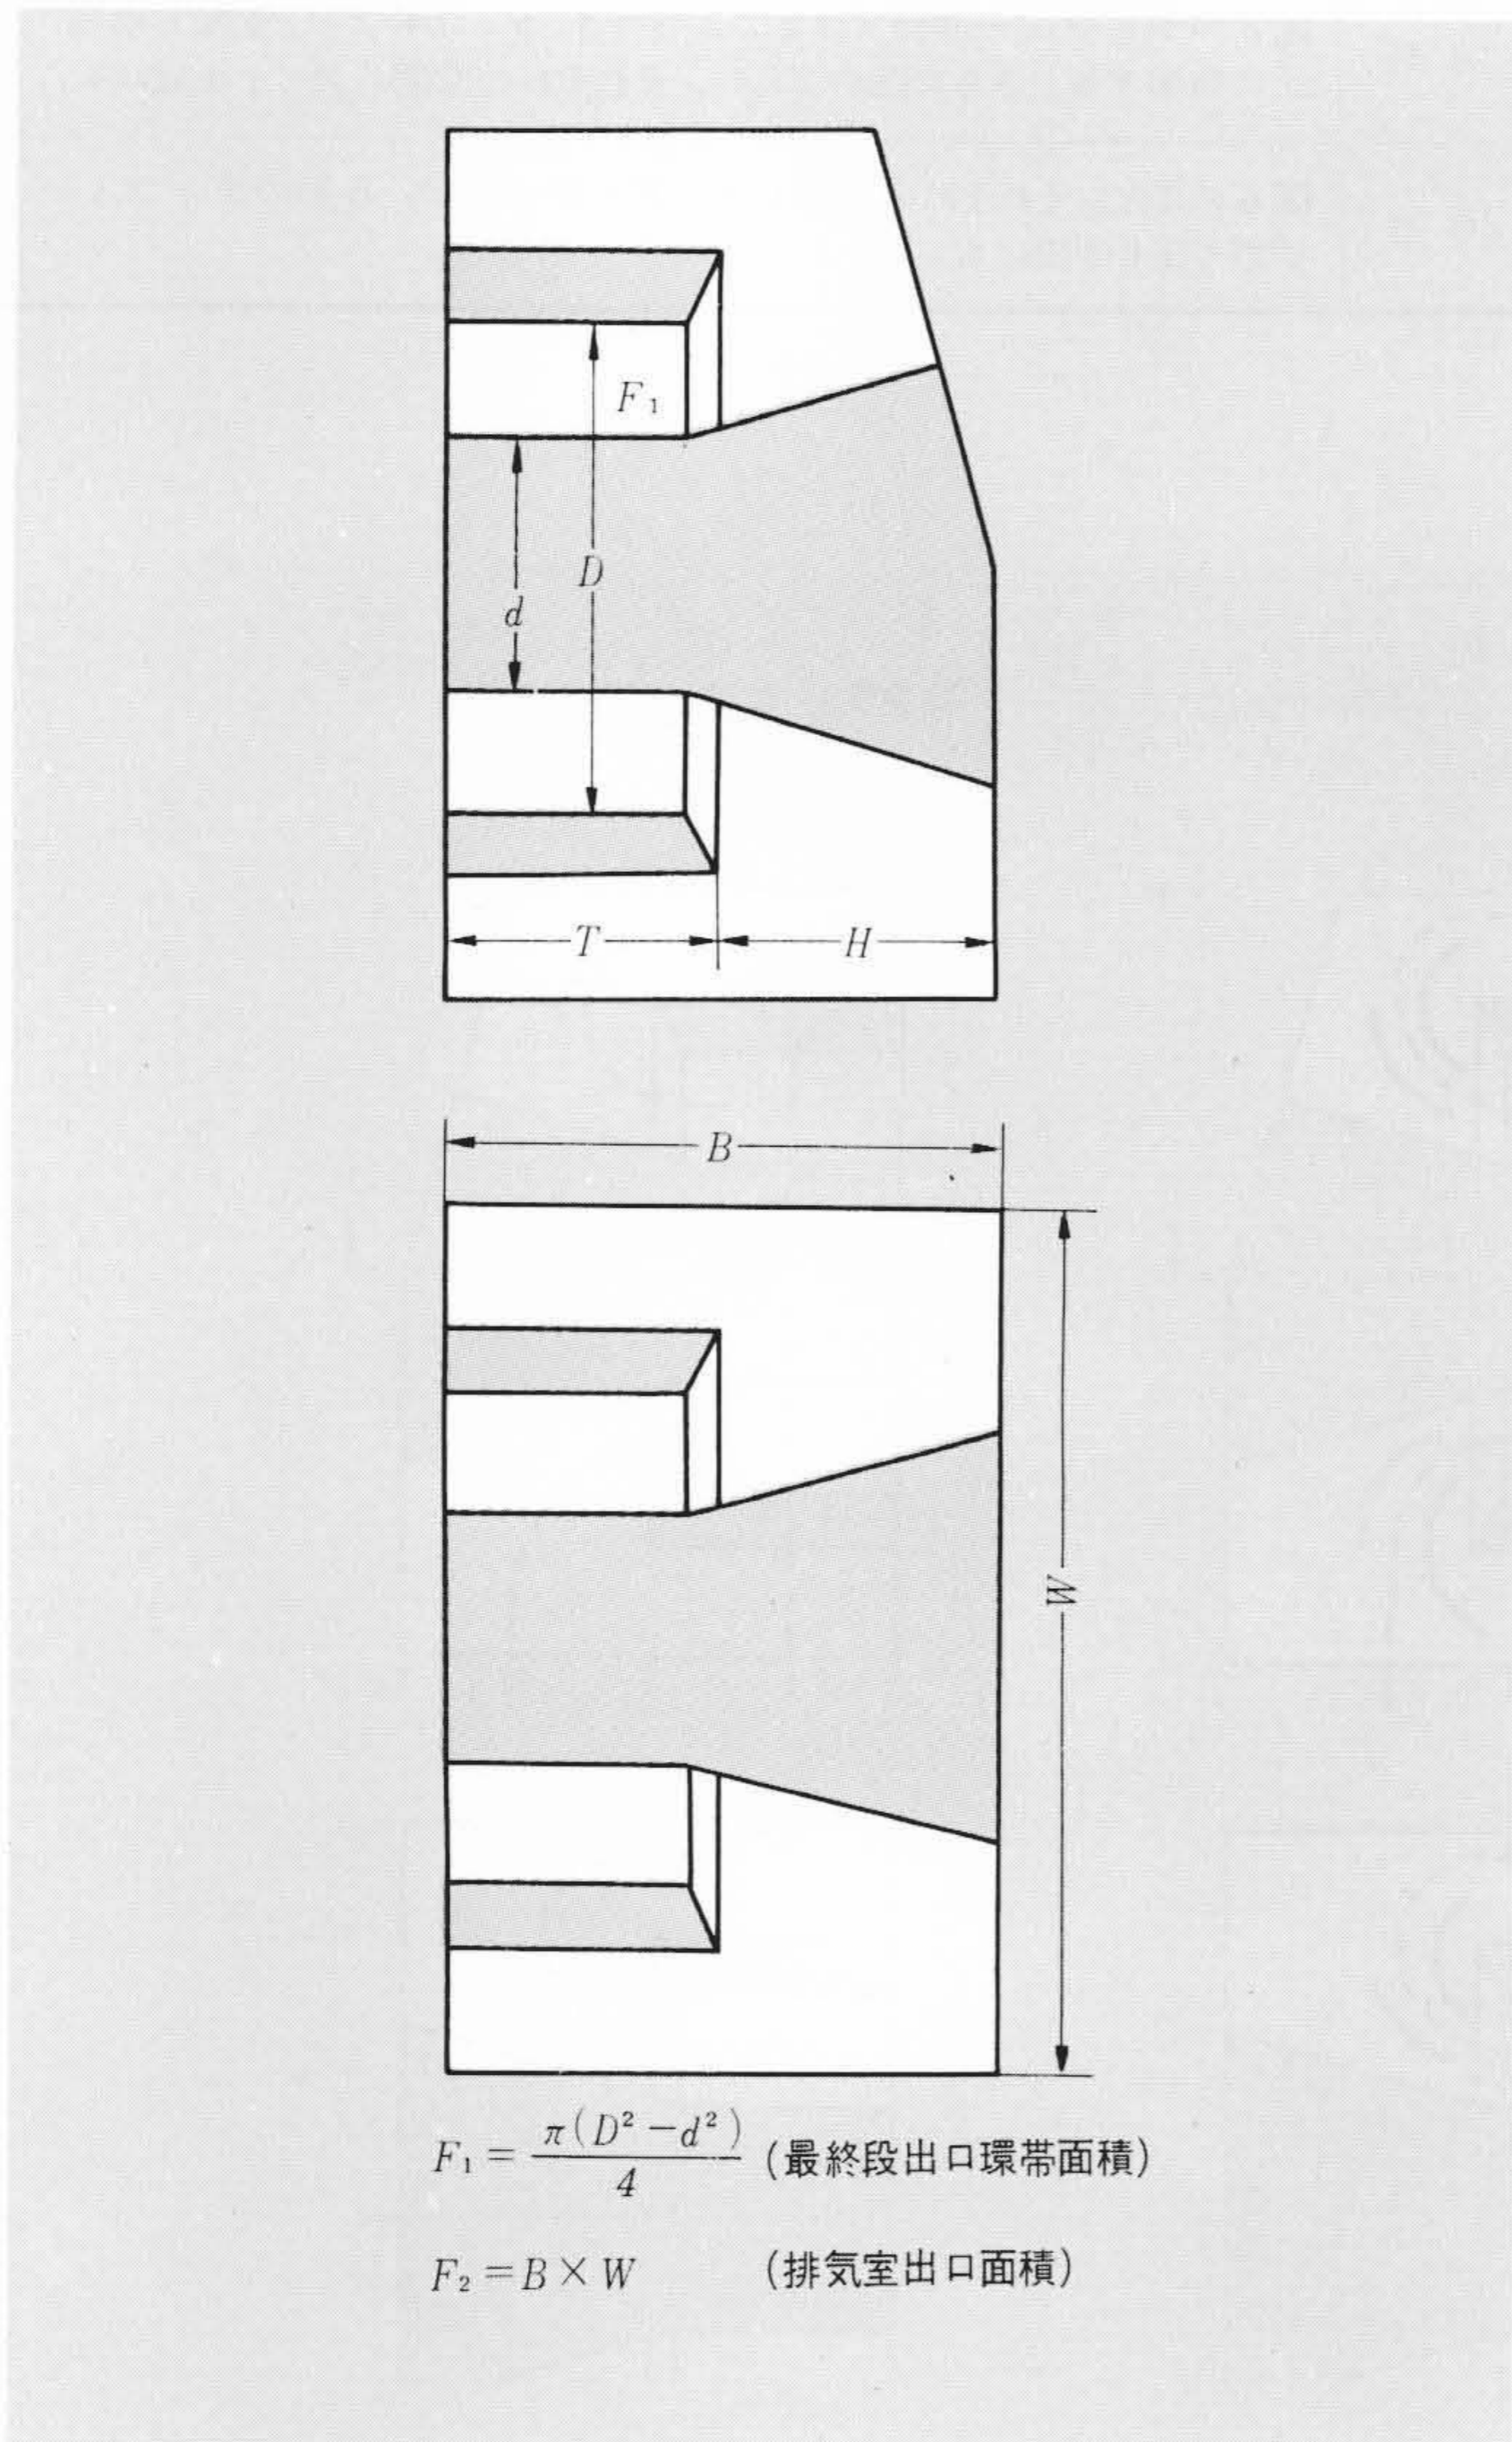 F₁
D
d
T
H
B
W
F₁ = π(D² − d²) / 4 (最終段出口環帯面積)
F₂ = B × W (排気室出口面積)